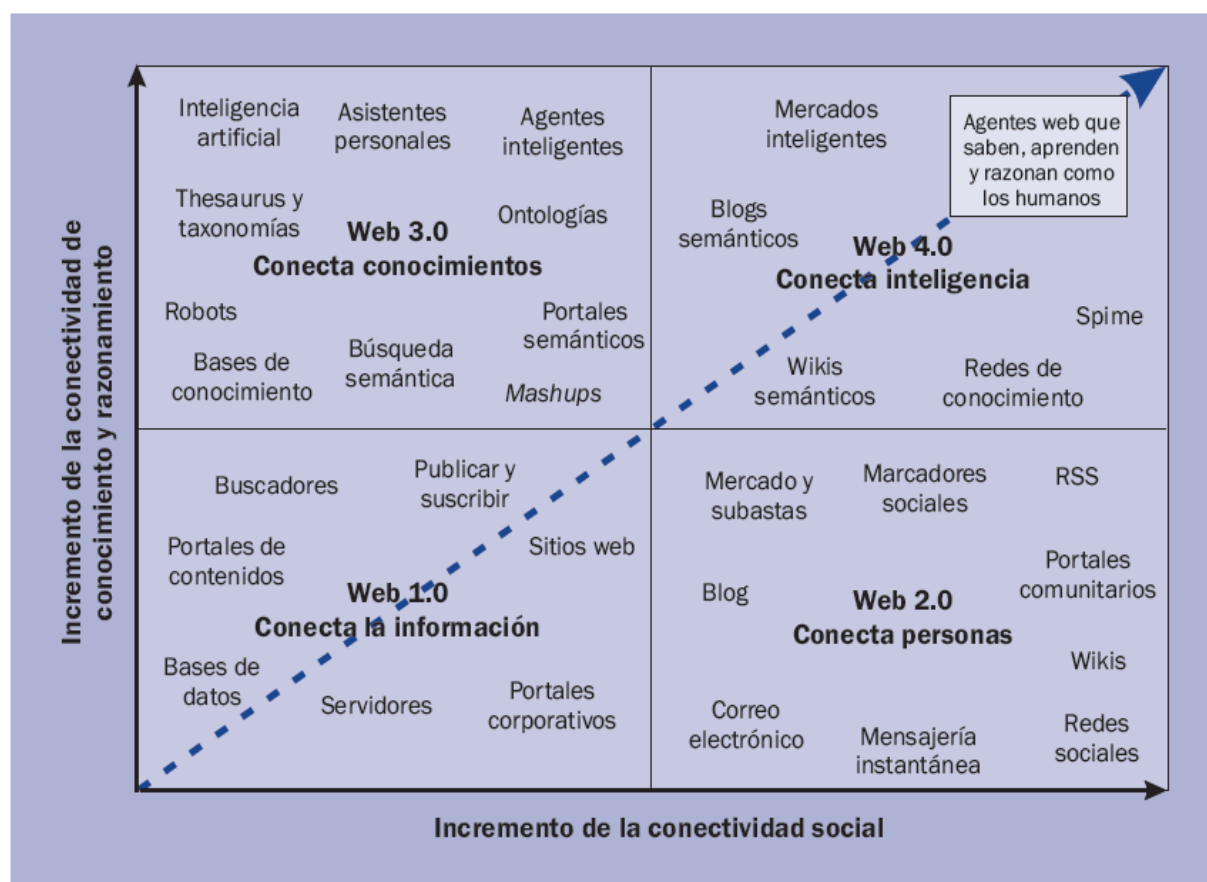 Incremento de la conectividad de
conocimiento y razonamiento
Inteligencia
artificial
Asistentes
personales
Agentes
inteligentes
Thesaurus y
taxonomías
Ontologías
Web 3.0
Conecta conocimientos
Robots
Portales
semánticos
Bases de
conocimiento
Búsqueda
semántica
Mashups
Mercados
inteligentes
Agentes web que
saben, aprenden
y razonan como
los humanos
Blogs
semánticos
Web 4.0
Conecta inteligencia
Spime
Wikis
semánticos
Redes de
conocimiento
Buscadores
Publicar y
suscribir
Portales de
contenidos
Sitios web
Web 1.0
Conecta la información
Bases de
datos
Servidores
Portales
corporativos
Mercado y
subastas
Marcadores
sociales
RSS
Blog
Portales
comunitarios
Web 2.0
Conecta personas
Wikis
Correo
electrónico
Mensajería
instantánea
Redes
sociales
Incremento de la conectividad social